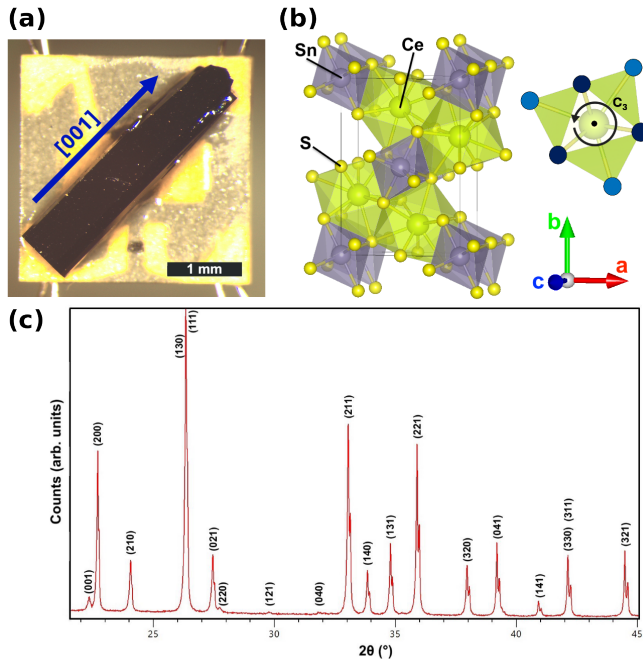 (a)
[001]
1 mm
(b)
Sn
Ce
S
C₃
b
a
c
(c)
Counts (arb. units)
(001)
(200)
(210)
(130)
(111)
(021)
(220)
(121)
(040)
(211)
(140)
(131)
(221)
(320)
(041)
(141)
(330)
(311)
(321)
25
30
35
40
45
2θ (°)